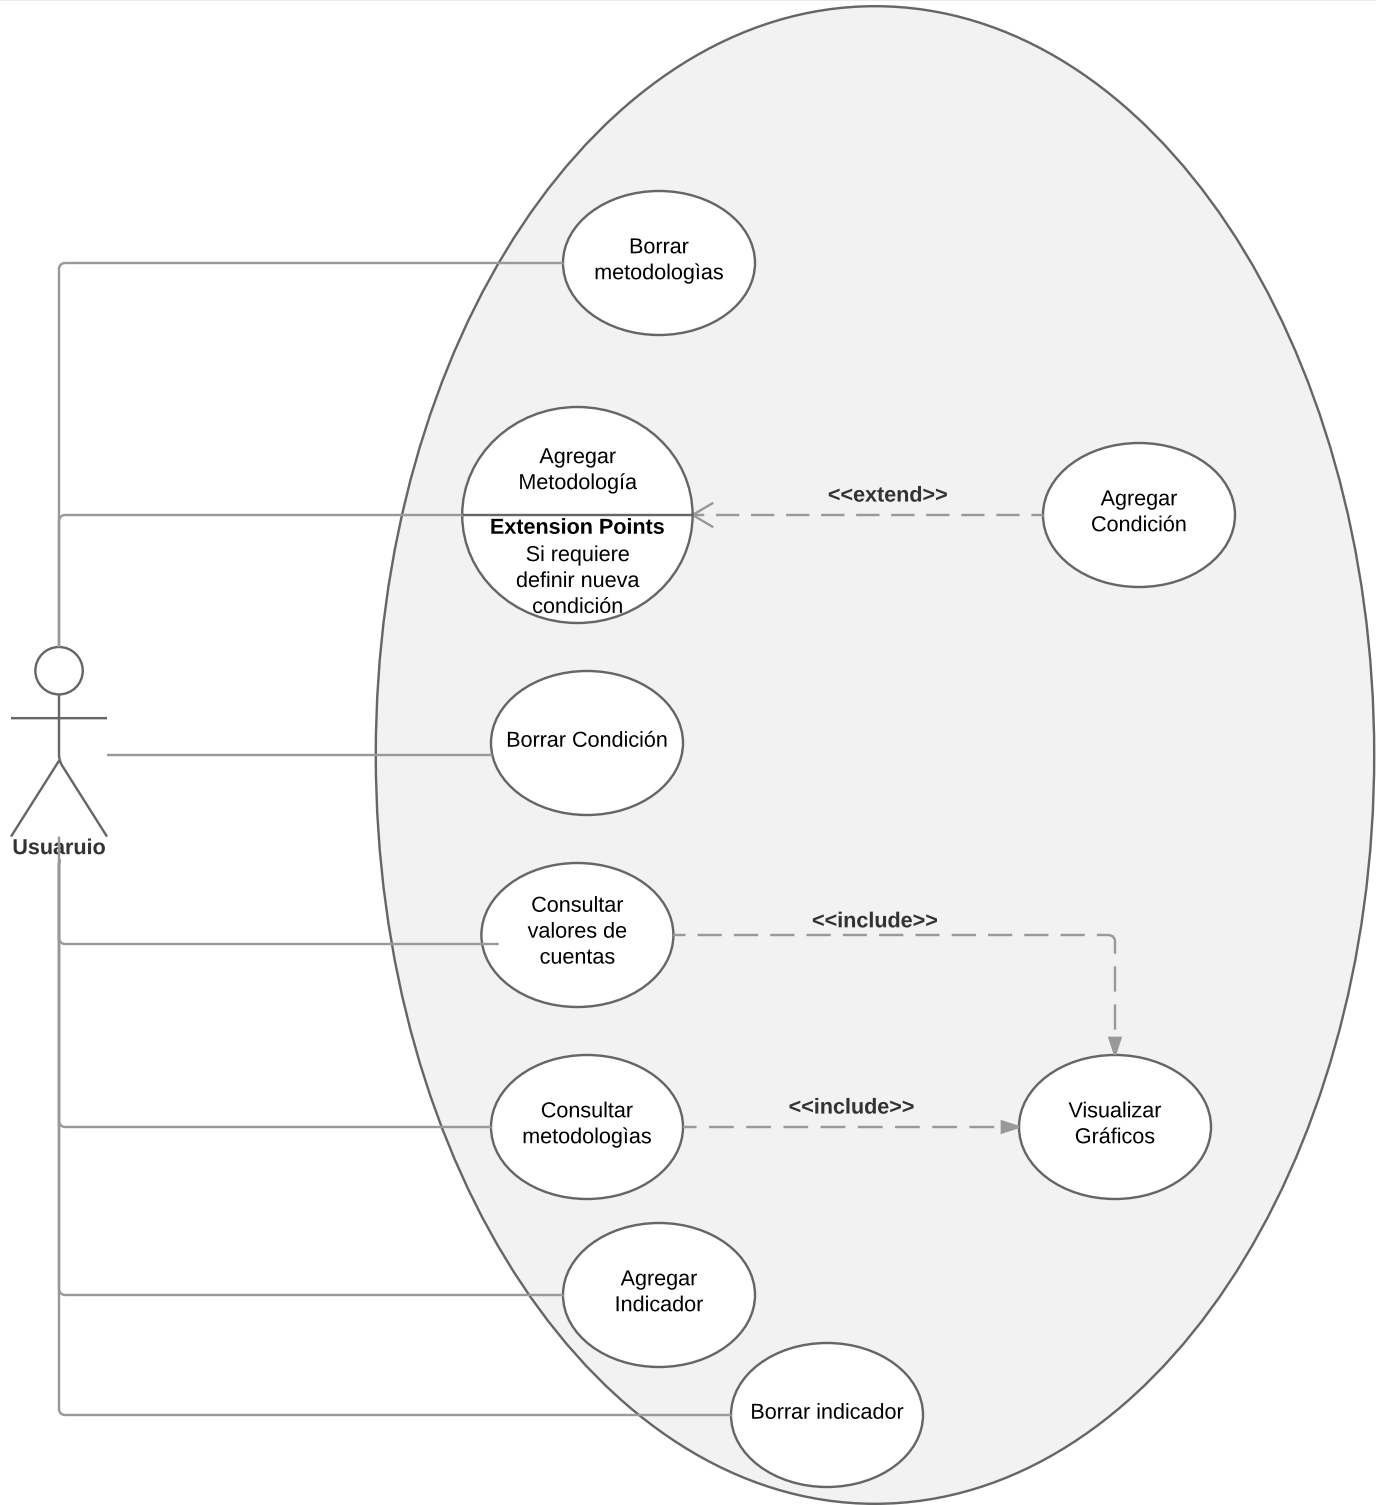 Borrar
metodologìas
Agregar
Metodología
Extension Points
Si requiere
definir nueva
condición
<<extend>>
Agregar
Condición
Borrar Condición
Usuaruio
Consultar
valores de
cuentas
<<include>>
Consultar
metodologìas
<<include>>
Visualizar
Gráficos
Agregar
Indicador
Borrar indicador